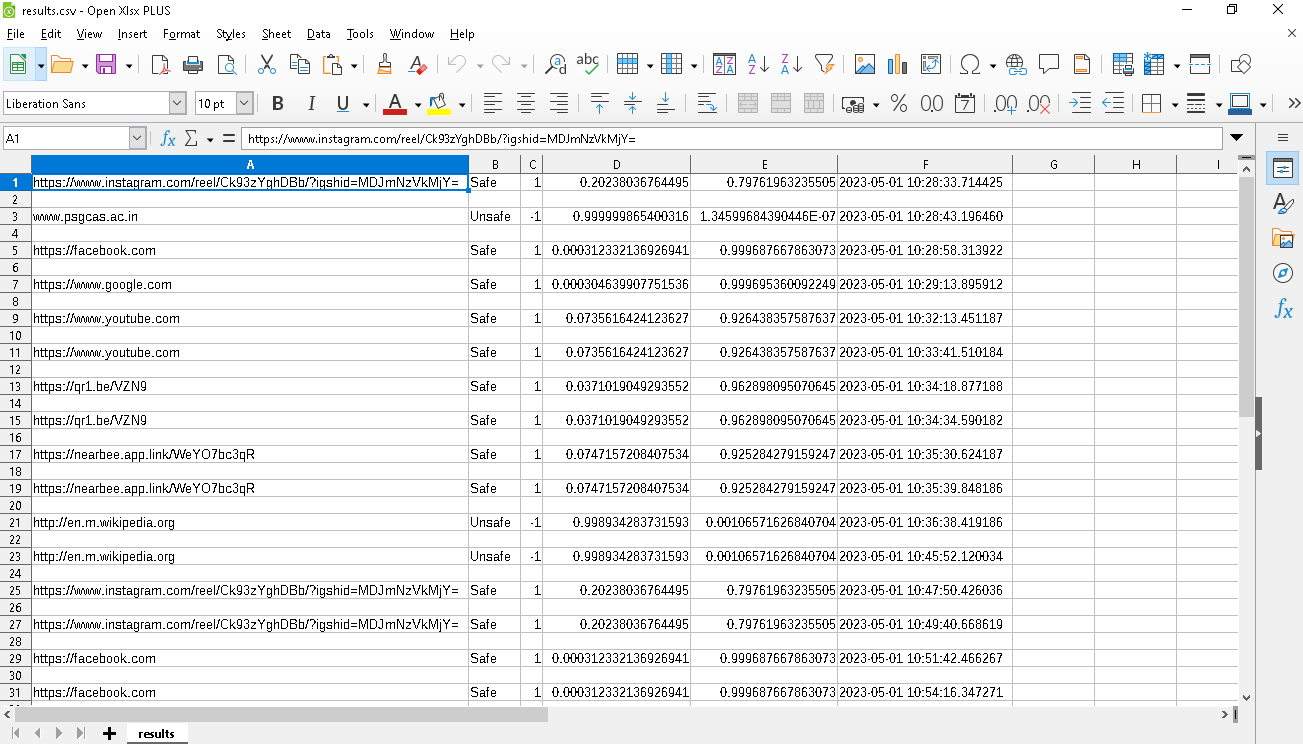 results.csv - Open Xlsx PLUS
File Edit View Insert Format Styles Sheet Data Tools Window Help
Liberation Sans 10 pt B I U A % 0.0 7 .00 .00
A1 fx Σ = https://www.instagram.com/reel/Ck93zYghDBb/?igshid=MDJmNzVkMjY=
A B C D E F G H I
1 https://www.instagram.com/reel/Ck93zYghDBb/?igshid=MDJmNzVkMjY= Safe 1 0.20238036764495 0.79761963235505 2023-05-01 10:28:33.714425
2
3 www.psgcas.ac.in Unsafe -1 0.999999865400316 1.34599684390446E-07 2023-05-01 10:28:43.196460
4
5 https://facebook.com Safe 1 0.000312332136926941 0.999687667863073 2023-05-01 10:28:58.313922
6
7 https://www.google.com Safe 1 0.000304639907751536 0.999695360092249 2023-05-01 10:29:13.895912
8
9 https://www.youtube.com Safe 1 0.0735616424123627 0.926438357587637 2023-05-01 10:32:13.451187
10
11 https://www.youtube.com Safe 1 0.0735616424123627 0.926438357587637 2023-05-01 10:33:41.510184
12
13 https://qr1.be/VZN9 Safe 1 0.0371019049293552 0.962898095070645 2023-05-01 10:34:18.877188
14
15 https://qr1.be/VZN9 Safe 1 0.0371019049293552 0.962898095070645 2023-05-01 10:34:34.590182
16
17 https://nearbee.app.link/WeYO7bc3qR Safe 1 0.0747157208407534 0.925284279159247 2023-05-01 10:35:30.624187
18
19 https://nearbee.app.link/WeYO7bc3qR Safe 1 0.0747157208407534 0.925284279159247 2023-05-01 10:35:39.848186
20
21 http://en.m.wikipedia.org Unsafe -1 0.998934283731593 0.00106571626840704 2023-05-01 10:36:38.419186
22
23 http://en.m.wikipedia.org Unsafe -1 0.998934283731593 0.00106571626840704 2023-05-01 10:45:52.120034
24
25 https://www.instagram.com/reel/Ck93zYghDBb/?igshid=MDJmNzVkMjY= Safe 1 0.20238036764495 0.79761963235505 2023-05-01 10:47:50.426036
26
27 https://www.instagram.com/reel/Ck93zYghDBb/?igshid=MDJmNzVkMjY= Safe 1 0.20238036764495 0.79761963235505 2023-05-01 10:49:40.668619
28
29 https://facebook.com Safe 1 0.000312332136926941 0.999687667863073 2023-05-01 10:51:42.466267
30
31 https://facebook.com Safe 1 0.000312332136926941 0.999687667863073 2023-05-01 10:54:16.347271
results